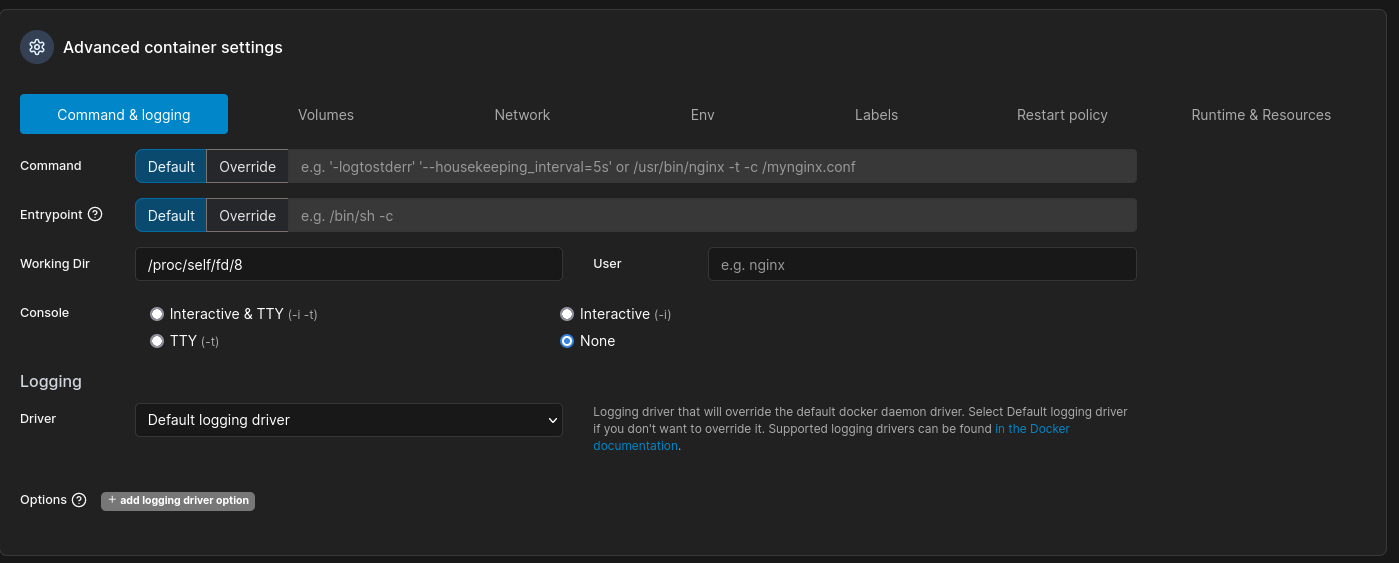 Advanced container settings
Command & logging Volumes Network Env Labels Restart policy Runtime & Resources
Command Default Override e.g. '-logtostderr' '--housekeeping_interval=5s' or /usr/bin/nginx -t -c /mynginx.conf
Entrypoint ? Default Override e.g. /bin/sh -c
Working Dir /proc/self/fd/8 User e.g. nginx
Console Interactive & TTY (-i -t) Interactive (-i)
TTY (-t) None
Logging
Driver Default logging driver
Logging driver that will override the default docker daemon driver. Select Default logging driver
if you don't want to override it. Supported logging drivers can be found in the Docker
documentation.
Options ? + add logging driver option